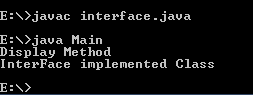 E:\>javac interface.java
E:\>java Main
Display Method
InterFace implemented Class
E:\>